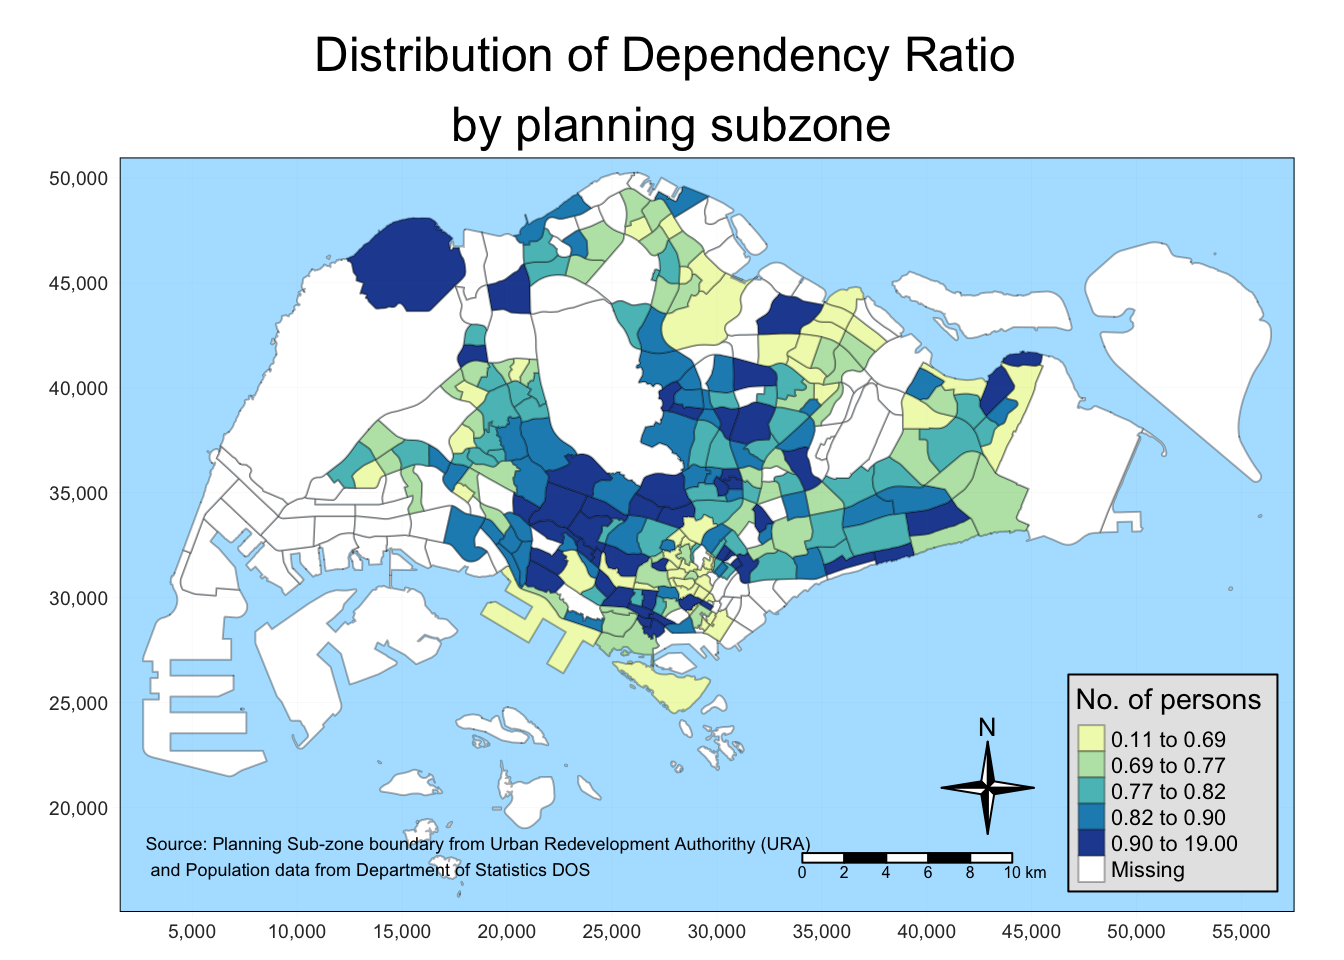 Distribution of Dependency Ratio
by planning subzone
50,000
45,000
40,000
35,000
30,000
25,000
20,000
No. of persons
0.11 to 0.69
0.69 to 0.77
0.77 to 0.82
0.82 to 0.90
0.90 to 19.00
Missing
N
Source: Planning Sub-zone boundary from Urban Redevelopment Authorithy (URA)
and Population data from Department of Statistics DOS
0 2 4 6 8 10 km
5,000 10,000 15,000 20,000 25,000 30,000 35,000 40,000 45,000 50,000 55,000